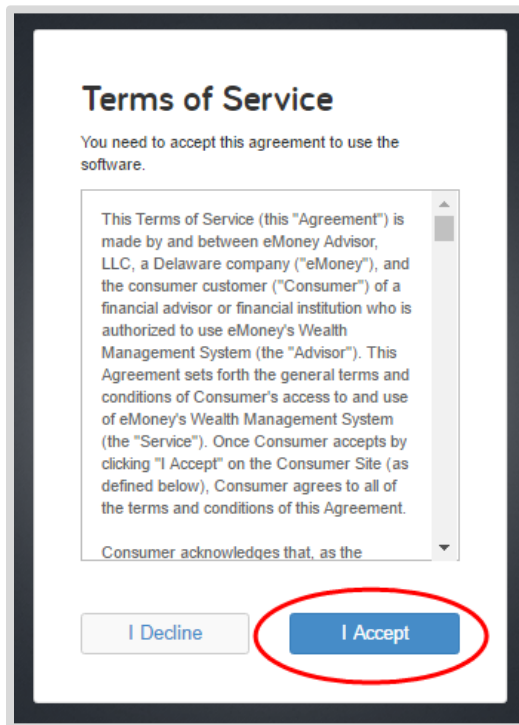 Terms of Service
You need to accept this agreement to use the
software.
This Terms of Service (this "Agreement") is
made by and between eMoney Advisor,
LLC, a Delaware company ("eMoney"), and
the consumer customer ("Consumer") of a
financial advisor or financial institution who is
authorized to use eMoney's Wealth
Management System (the "Advisor"). This
Agreement sets forth the general terms and
conditions of Consumer's access to and use
of eMoney's Wealth Management System
(the "Service"). Once Consumer accepts by
clicking "I Accept" on the Consumer Site (as
defined below), Consumer agrees to all of
the terms and conditions of this Agreement.
Consumer acknowledges that, as the
I Decline
I Accept